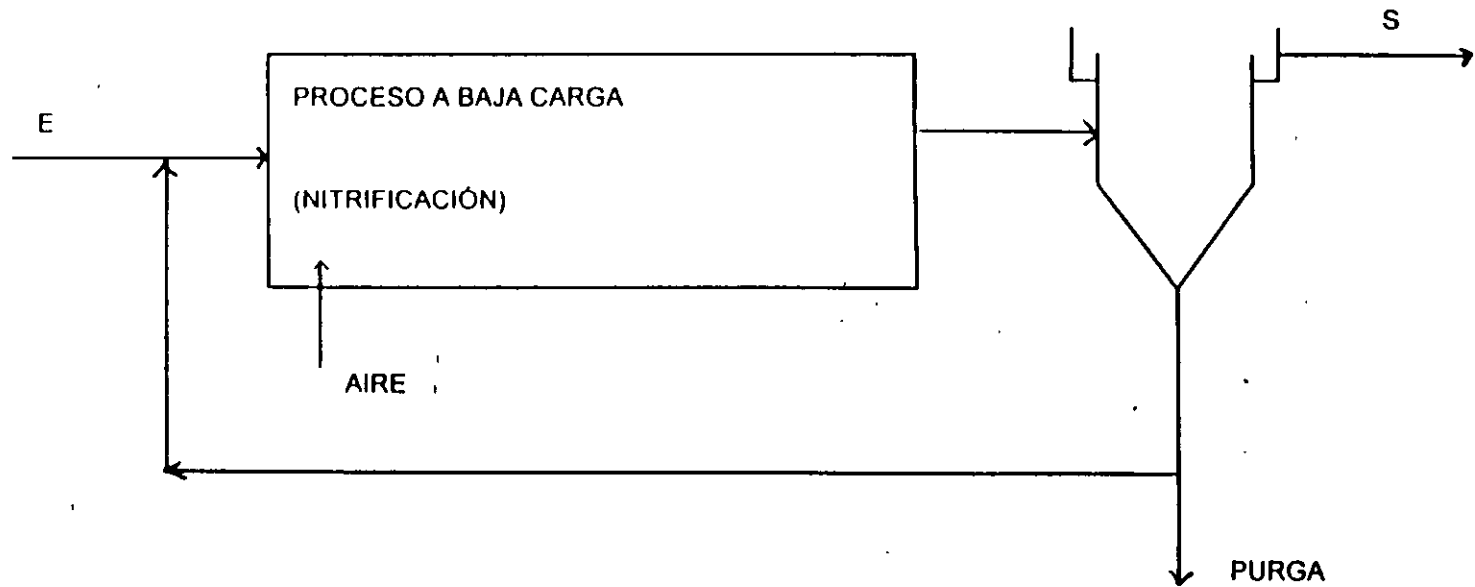 S
PROCESO A BAJA CARGA
E
(NITRIFICACIÓN)
AIRE
PURGA